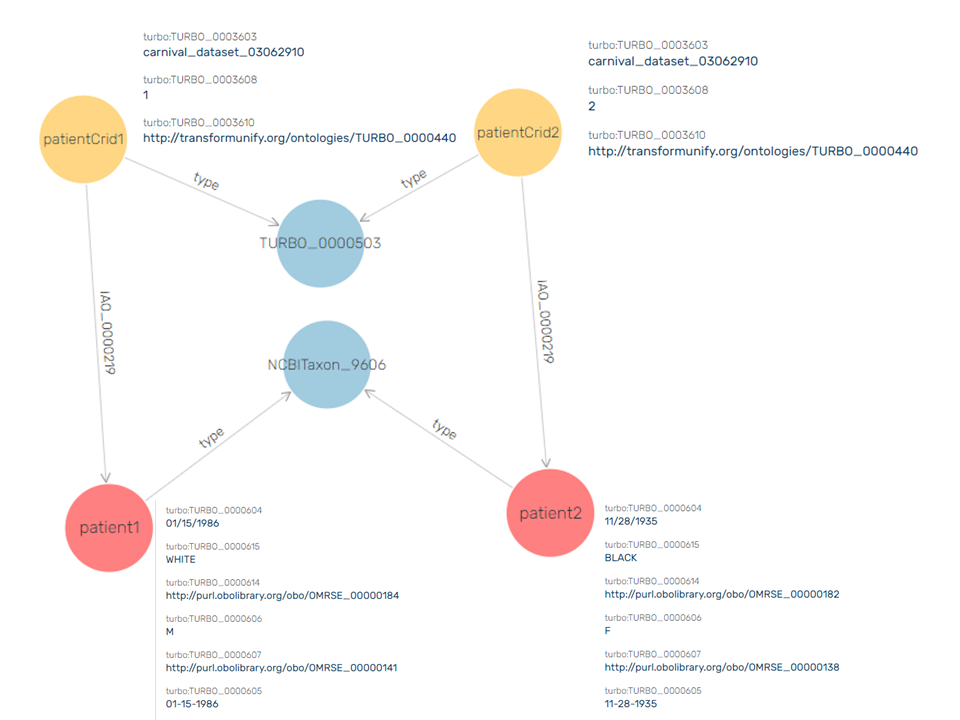 turbo:TURBO_0003603
carnival_dataset_03062910
turbo:TURBO_0003608
1
turbo:TURBO_0003610
http://transformunify.org/ontologies/TURBO_0000440
patientCrid1
turbo:TURBO_0003603
carnival_dataset_03062910
turbo:TURBO_0003608
2
turbo:TURBO_0003610
http://transformunify.org/ontologies/TURBO_0000440
patientCrid2
type
type
TURBO_0000503
IAO_0000219
IAO_0000219
NCBITaxon_9606
type
type
patient1
turbo:TURBO_0000604
01/15/1986
turbo:TURBO_0000615
WHITE
turbo:TURBO_0000614
http://purl.obolibrary.org/obo/OMRSE_00000184
turbo:TURBO_0000606
M
turbo:TURBO_0000607
http://purl.obolibrary.org/obo/OMRSE_00000141
turbo:TURBO_0000605
01-15-1986
patient2
turbo:TURBO_0000604
11/28/1935
turbo:TURBO_0000615
BLACK
turbo:TURBO_0000614
http://purl.obolibrary.org/obo/OMRSE_00000182
turbo:TURBO_0000606
F
turbo:TURBO_0000607
http://purl.obolibrary.org/obo/OMRSE_00000138
turbo:TURBO_0000605
11-28-1935